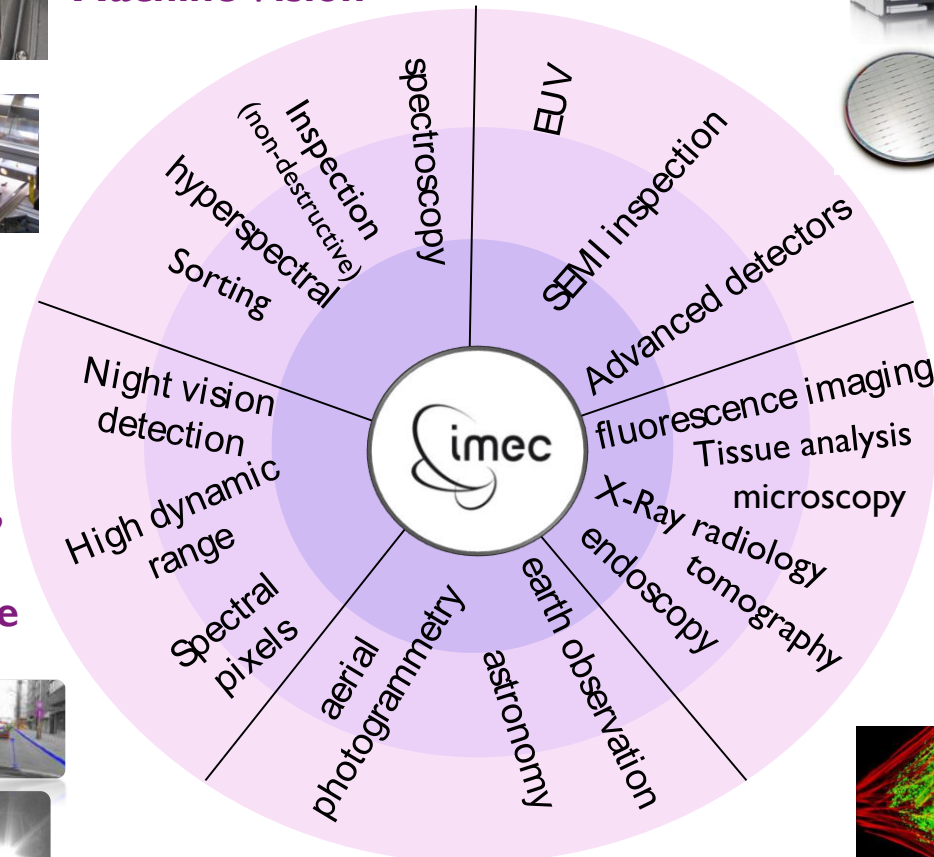 spectroscopy
Inspection
(non-destructive)
hyperspectral
Sorting
EUV
SEMI inspection
Advanced detectors
fluorescence imaging
Tissue analysis
microscopy
X-Ray radiology
tomography
endoscopy
earth observation
astronomy
aerial
photogrammetry
Spectral
pixels
High dynamic
range
Night vision
detection
imec